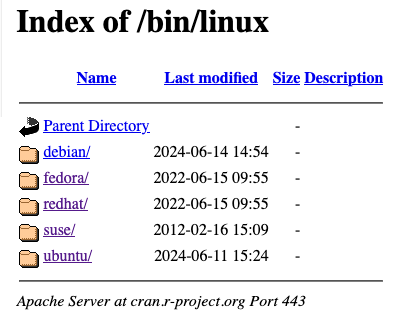 Index of /bin/linux
Name Last modified Size Description
Parent Directory -
debian/ 2024-06-14 14:54 -
fedora/ 2022-06-15 09:55 -
redhat/ 2022-06-15 09:55 -
suse/ 2012-02-16 15:09 -
ubuntu/ 2024-06-11 15:24 -
Apache Server at cran.r-project.org Port 443